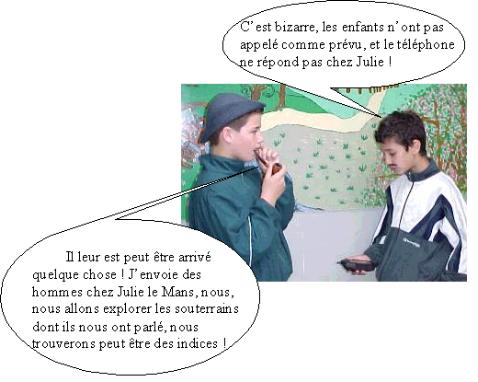 C'est bizarre, les enfants n'ont pas
appelé comme prévu, et le téléphone
ne répond pas chez Julie !
Il leur est peut être arrivé
quelque chose ! J'envoie des
hommes chez Julie le Mans, nous,
nous allons explorer les souterrains
dont ils nous ont parlé, nous
trouverons peut être des indices !